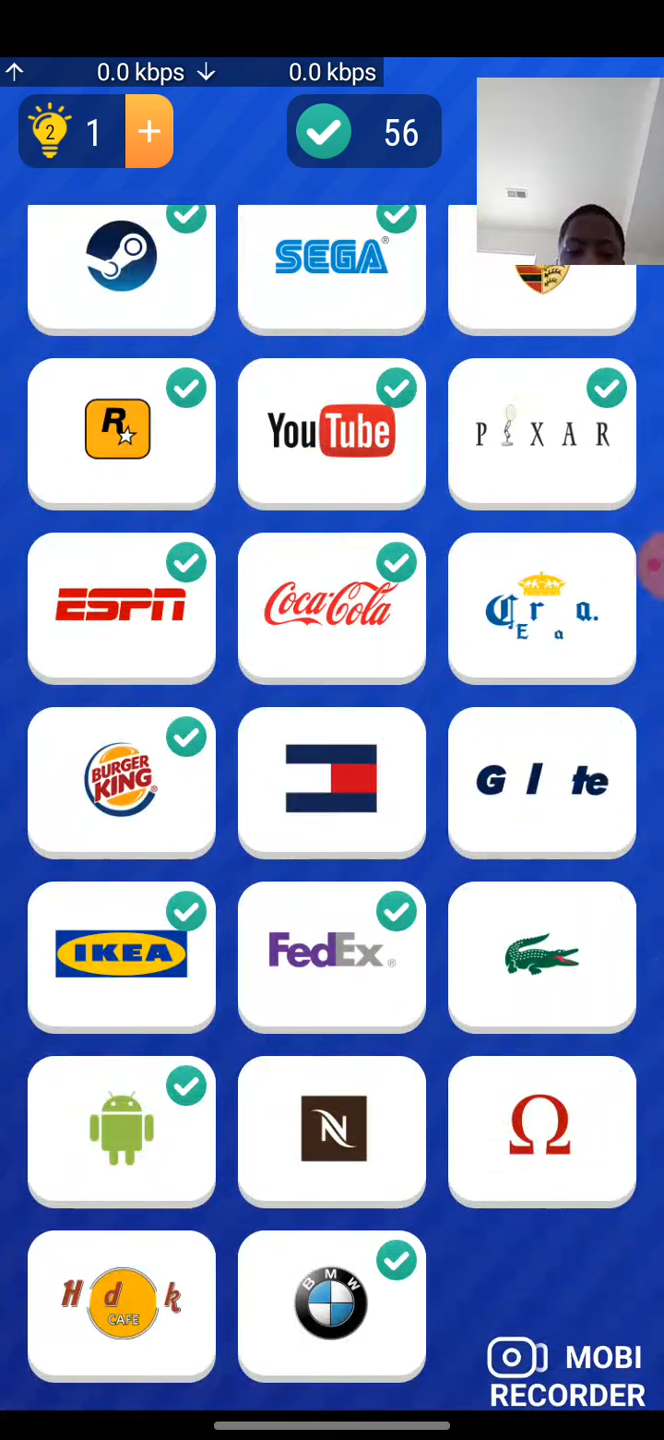 0.0 kbps 0.0 kbps
2 1 + 56
SEGA®
R YouTube PIXAR
ESPN Coca-Cola C r a.
E a
BURGER KING® G l te
IKEA FedEx®
N Ω
H d k CAFE BMW
MOBI
RECORDER